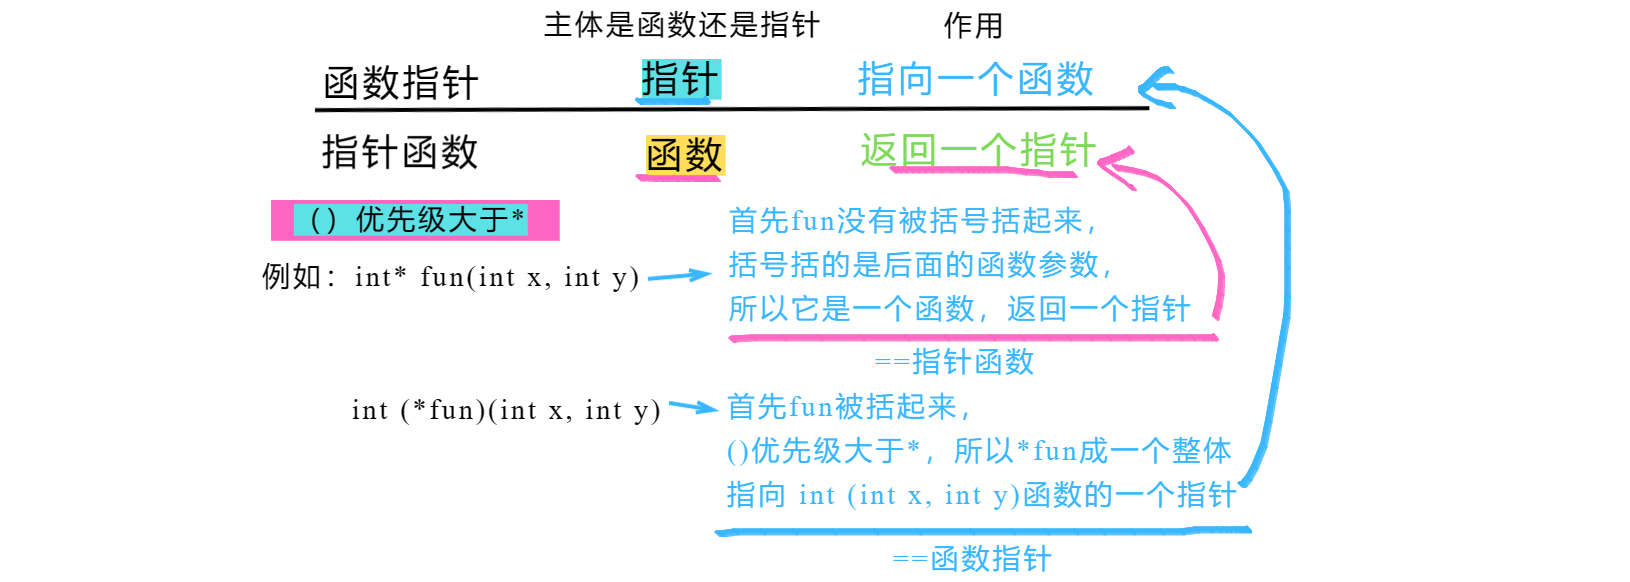 主体是函数还是指针 作用
函数指针 指针 指向一个函数
指针函数 函数 返回一个指针
（）优先级大于*
首先fun没有被括号括起来，
括号括的是后面的函数参数，
例如：int* fun(int x, int y)
所以它是一个函数，返回一个指针
==指针函数
int (*fun)(int x, int y)
首先fun被括起来，
()优先级大于*，所以*fun成一个整体
指向 int (int x, int y)函数的一个指针
==函数指针